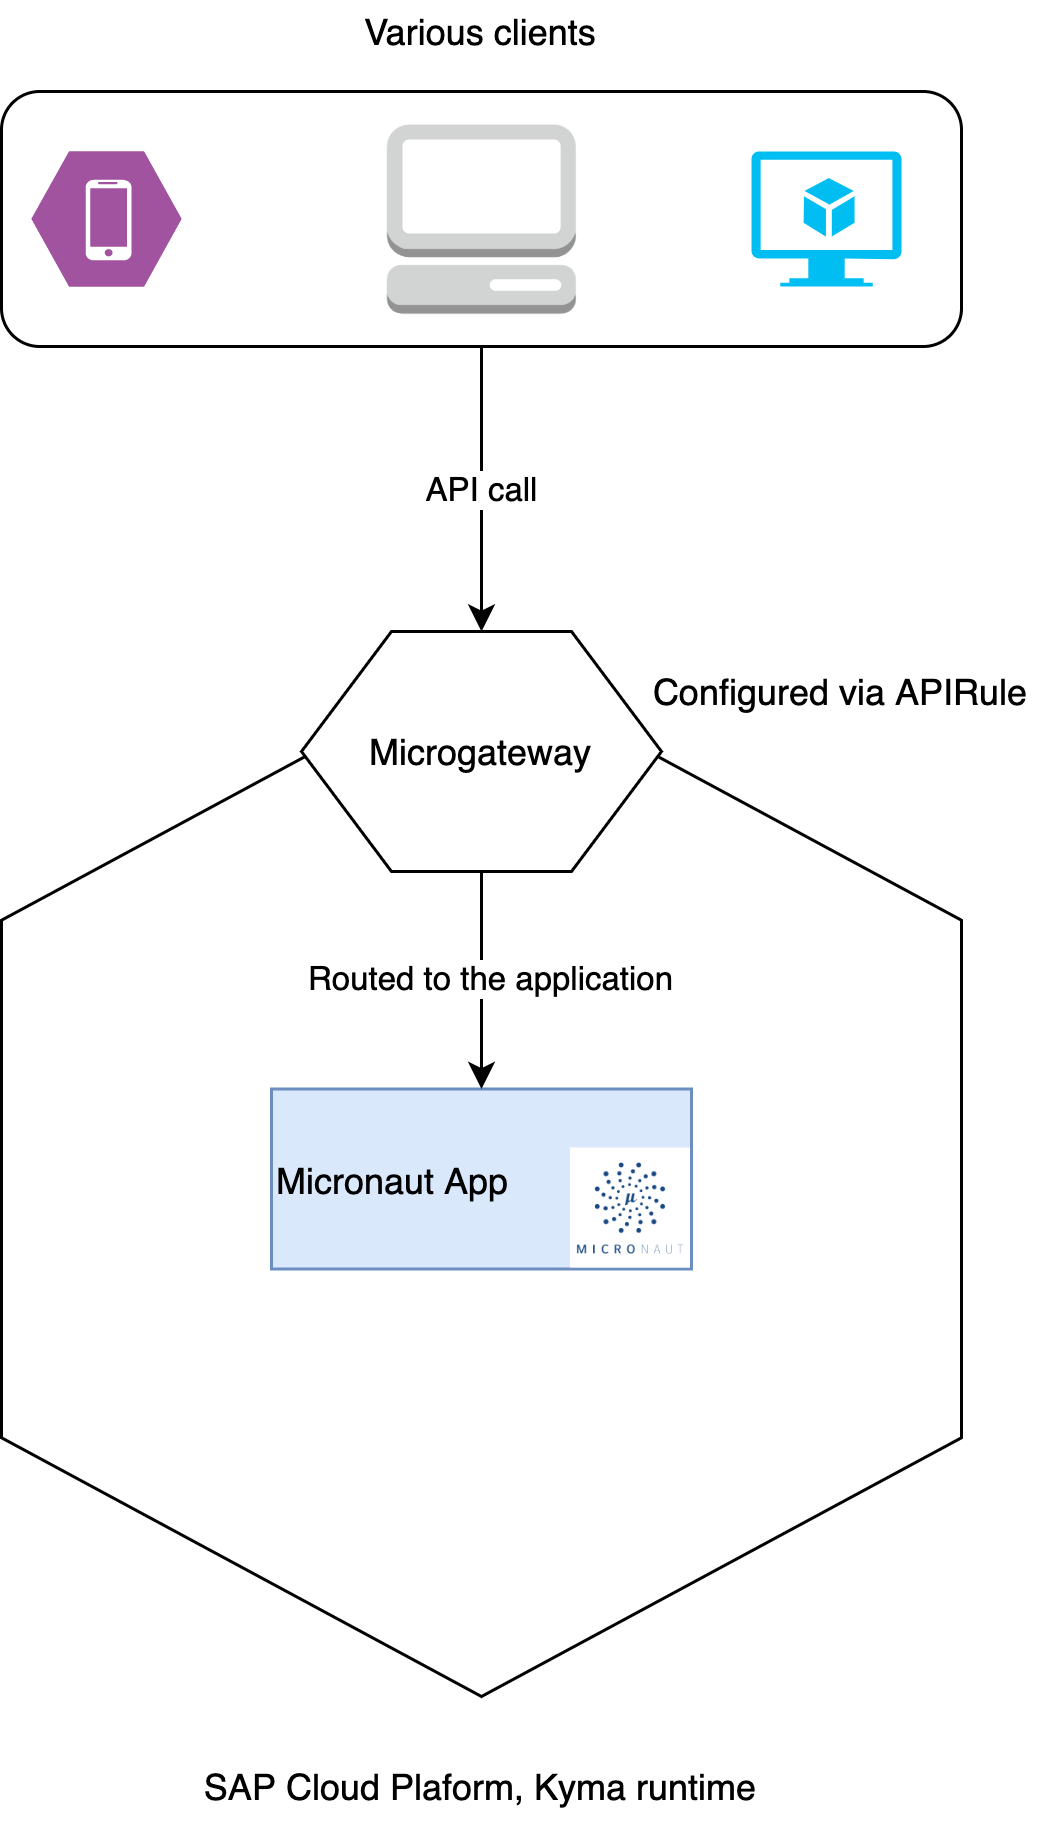 Various clients
API call
Configured via APIRule
Microgateway
Routed to the application
Micronaut App
μ
MICRONAUT
SAP Cloud Plaform, Kyma runtime